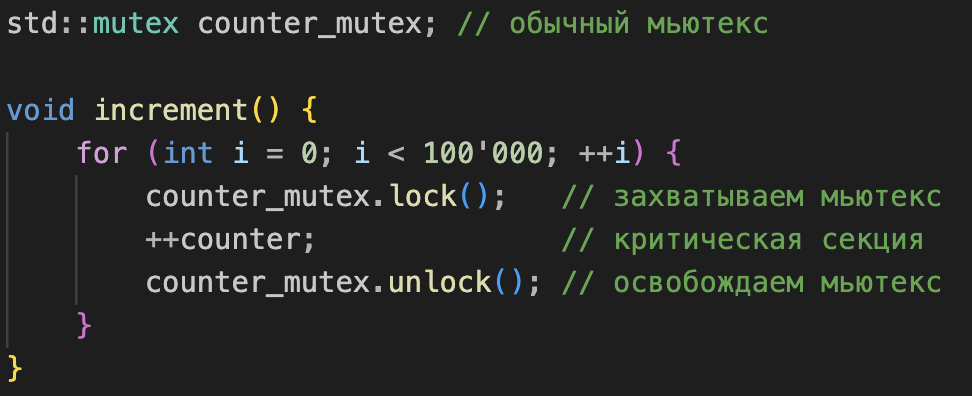 std::mutex counter_mutex; // обычный мьютекс
void increment() {
for (int i = 0; i < 100'000; ++i) {
counter_mutex.lock(); // захватываем мьютекс
++counter; // критическая секция
counter_mutex.unlock(); // освобождаем мьютекс
}
}